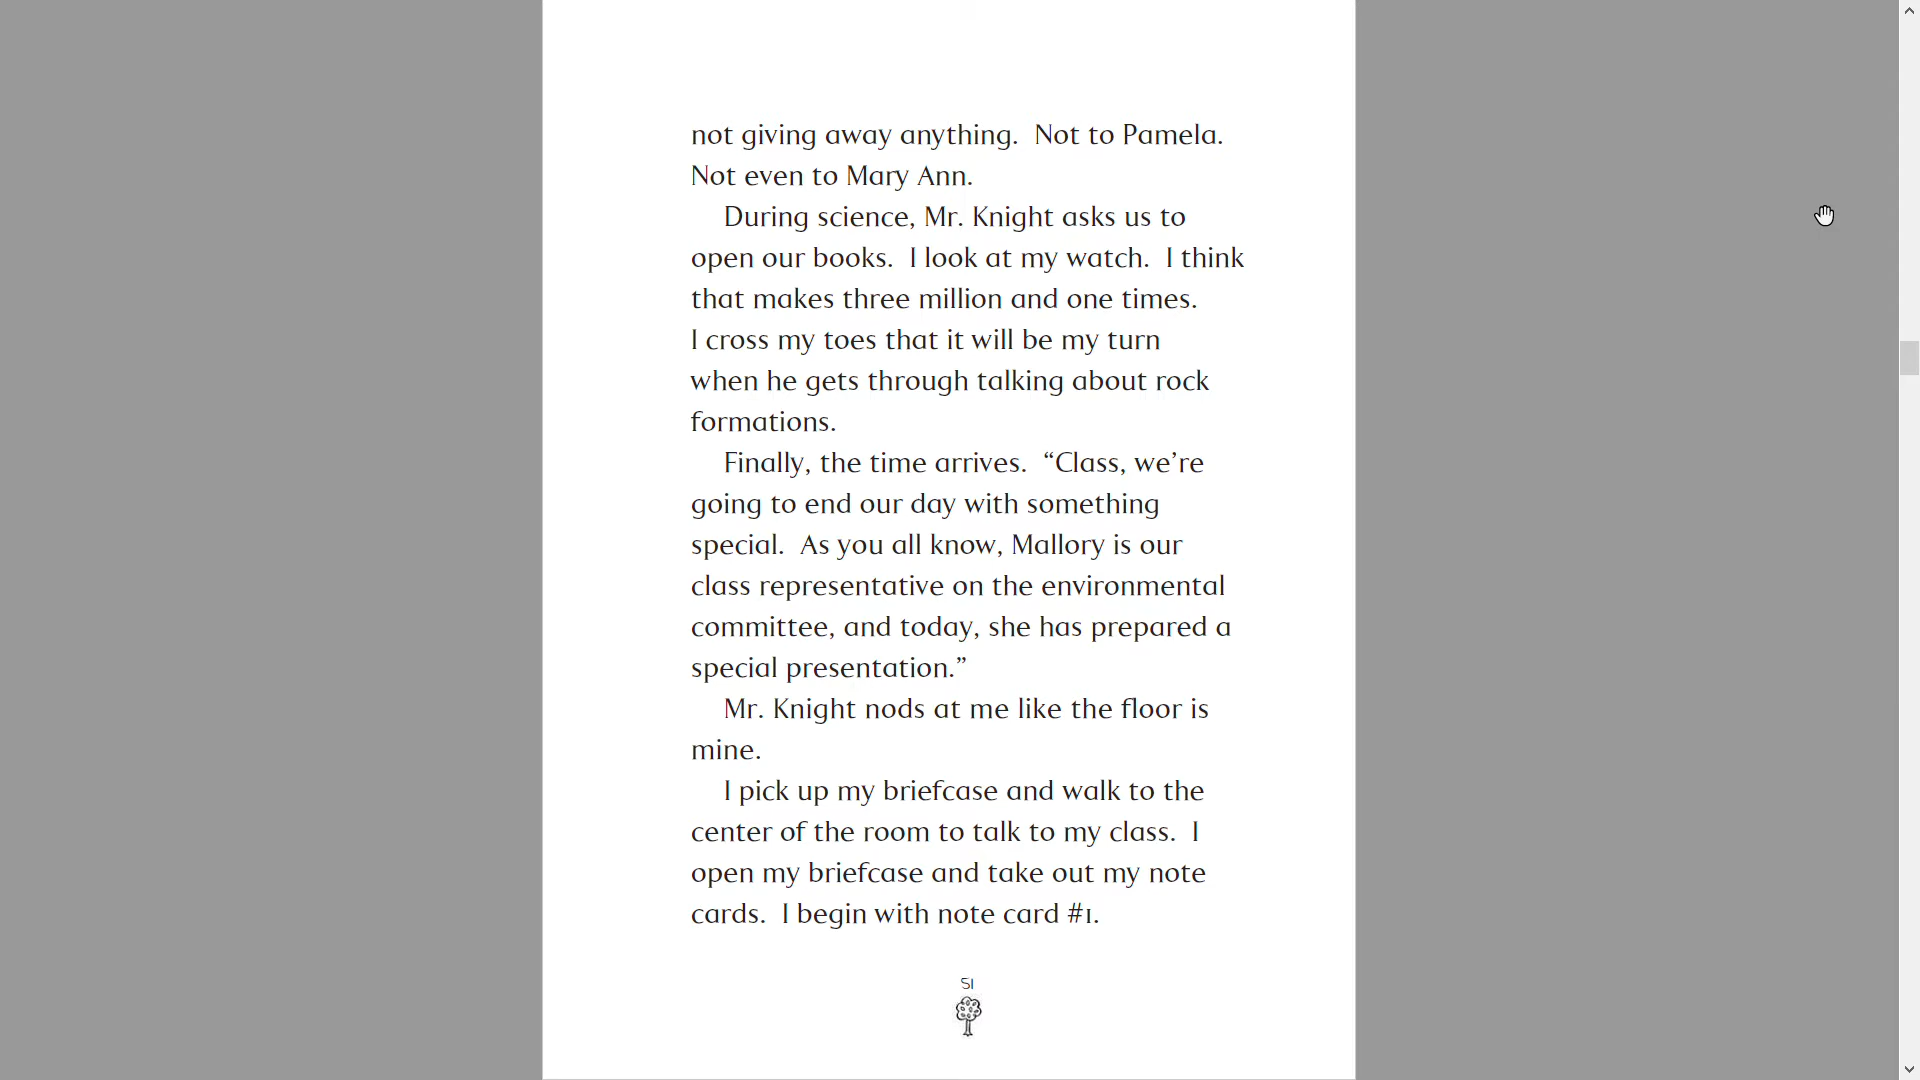 not giving away anything.  Not to Pamela.
Not even to Mary Ann.
During science, Mr. Knight asks us to
open our books.  I look at my watch.  I think
that makes three million and one times.
I cross my toes that it will be my turn
when he gets through talking about rock
formations.
Finally, the time arrives.  “Class, we’re
going to end our day with something
special.  As you all know, Mallory is our
class representative on the environmental
committee, and today, she has prepared a
special presentation.”
Mr. Knight nods at me like the floor is
mine.
I pick up my briefcase and walk to the
center of the room to talk to my class.  I
open my briefcase and take out my note
cards.  I begin with note card #1.
51